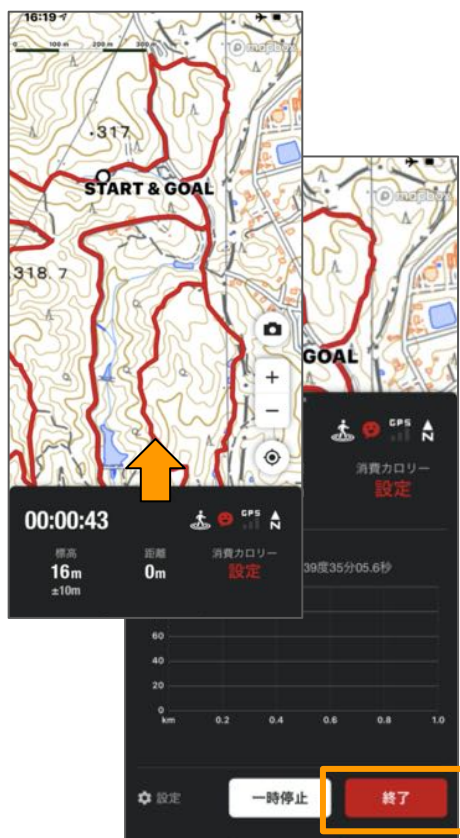 16:19
0 100 m 200 m 300 m
mapbox
·317
START & GOAL
318.7
+
−
00:00:43
GPS
N
標高
16m
±10m
距離
0m
消費カロリー
設定
mapbox
GOAL
GPS
N
消費カロリー
設定
39度35分05.6秒
60
40
20
0
km 0.2 0.4 0.6 0.8 1.0
設定
一時停止
終了